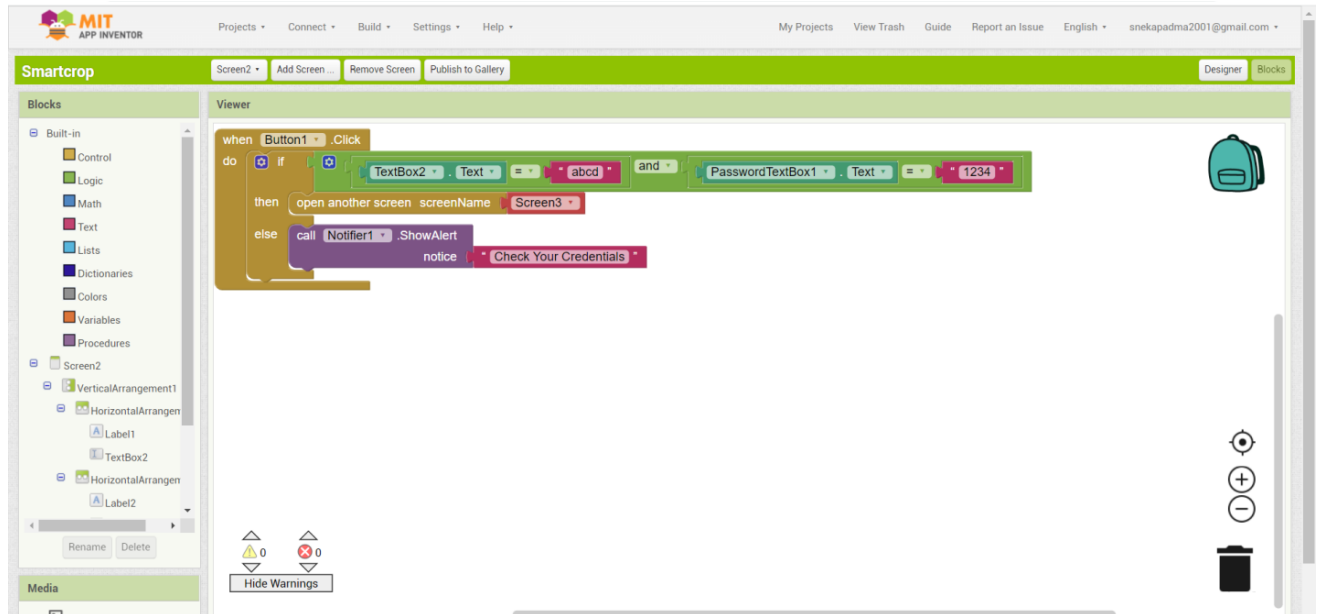 MIT
APP INVENTOR
Projects Connect Build Settings Help My Projects View Trash Guide Report an Issue English snekapadma2001@gmail.com
Smartcrop Screen2 Add Screen ... Remove Screen Publish to Gallery Designer Blocks
Blocks Viewer
Built-in
Control
Logic
Math
Text
Lists
Dictionaries
Colors
Variables
Procedures
Screen2
VerticalArrangement1
HorizontalArrangen
Label1
TextBox2
HorizontalArrangen
Label2
Rename Delete
Media
when Button1 .Click
do if TextBox2 . Text = " abcd " and PasswordTextBox1 . Text = " 1234 "
then open another screen screenName Screen3
else call Notifier1 .ShowAlert
notice " Check Your Credentials "
0 0
Hide Warnings